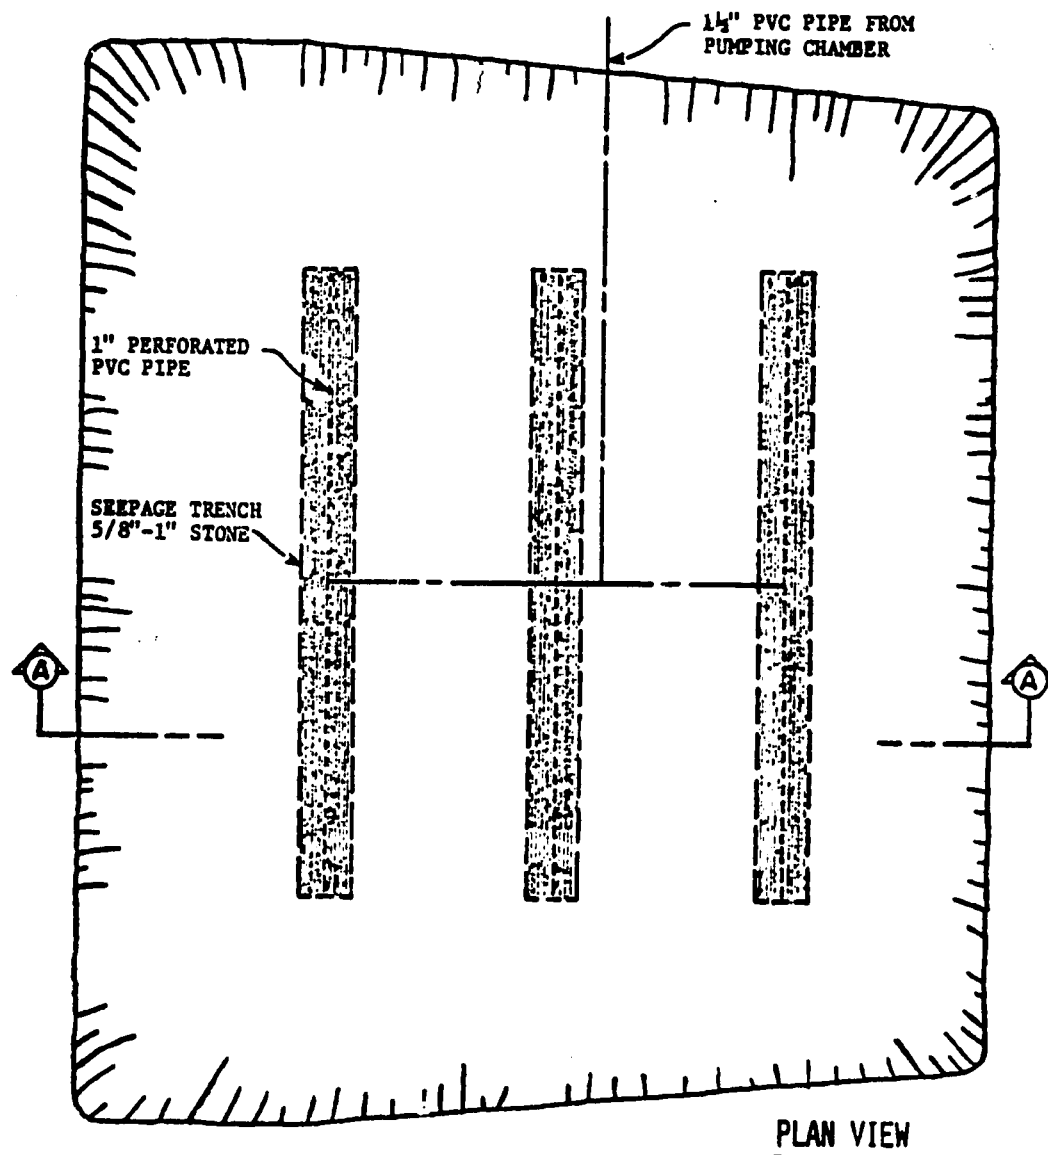 1½" PVC PIPE FROM
PUMPING CHAMBER
1" PERFORATED
PVC PIPE
SEEPAGE TRENCH
5/8"-1" STONE
A
A
PLAN VIEW